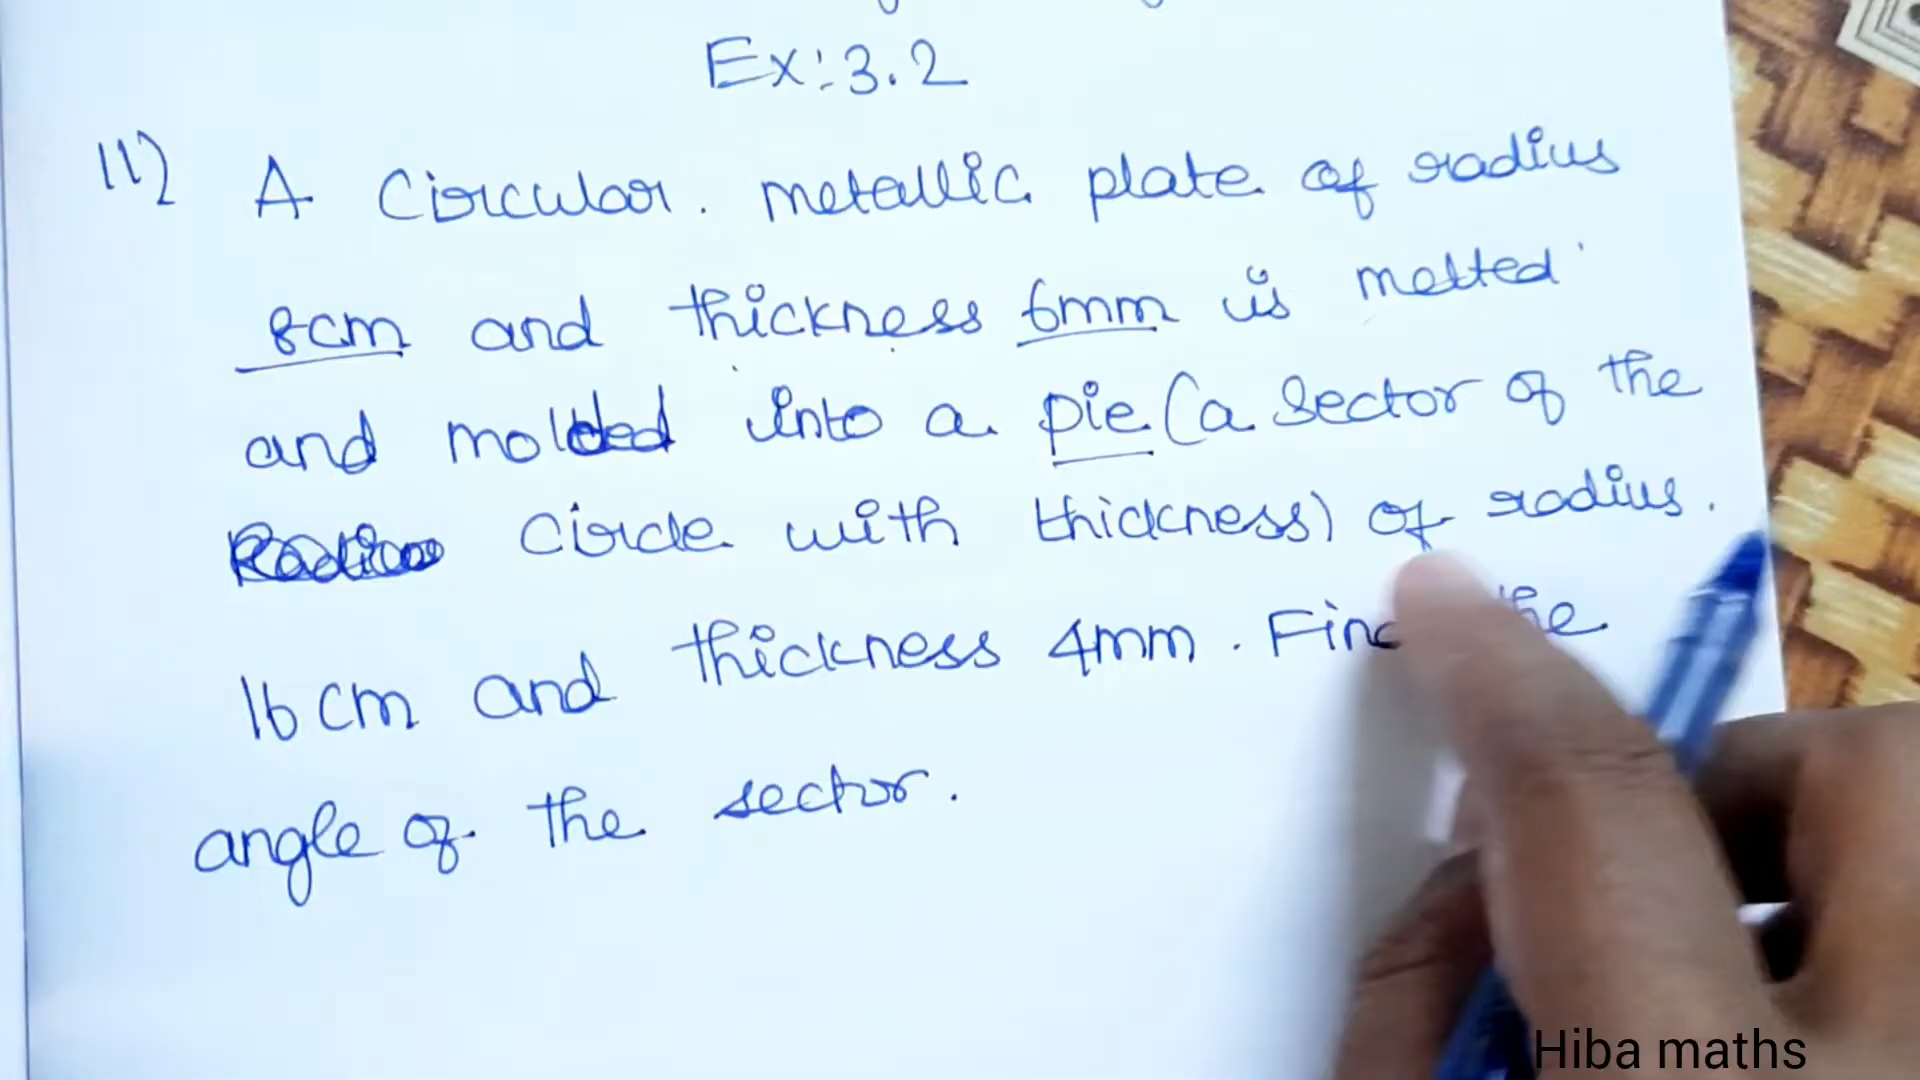 Ex: 3.2
11) A Circular. metallic plate of radius
8cm and thickness 6mm is melted
and molded into a pie (a Sector of the
circle with thickness) of radius.
16 cm and thickness 4mm. Find the
angle of the sector.
Hiba maths